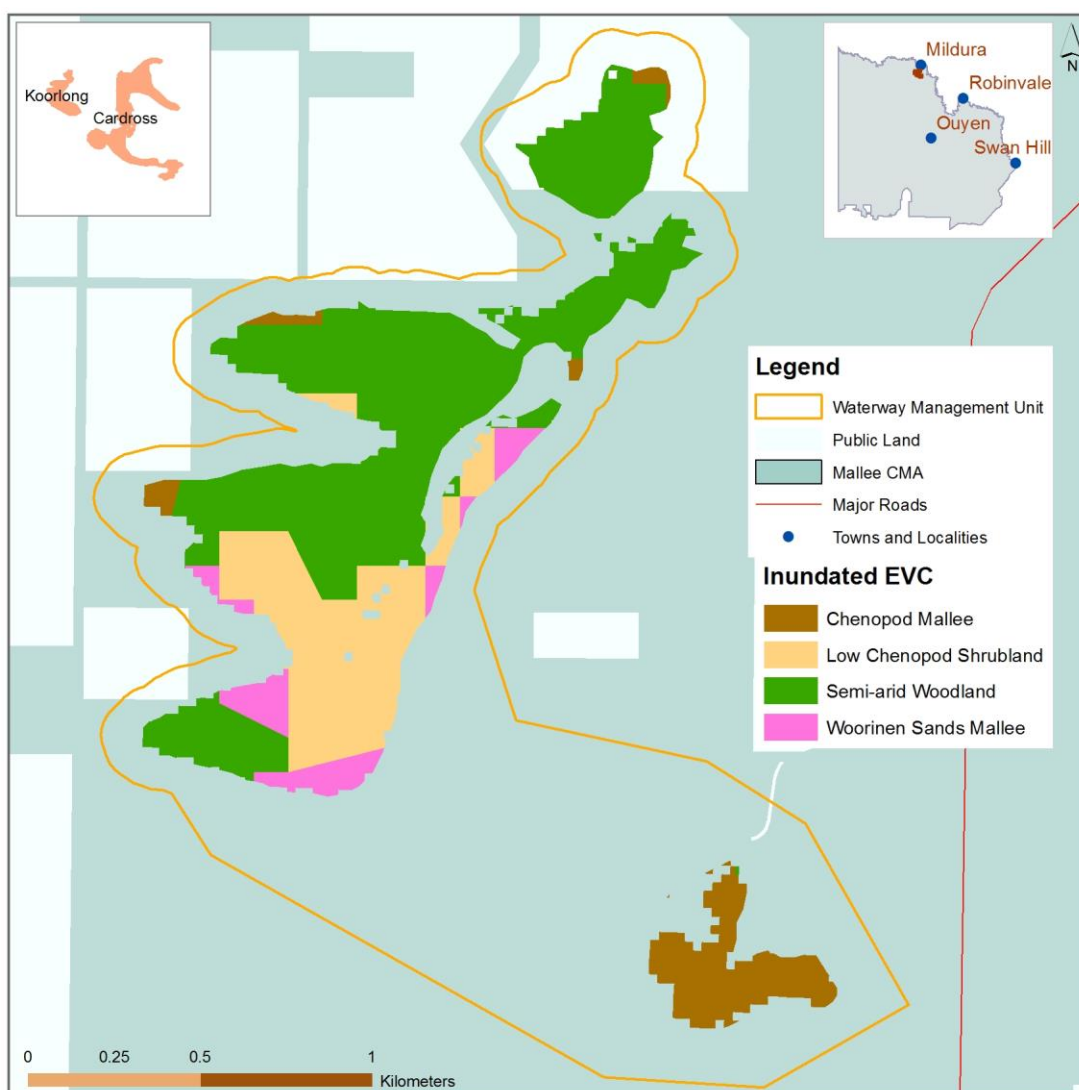 Koorlong
Cardross
Mildura
Robinvale
Ouyen
Swan Hill
N
Legend
Waterway Management Unit
Public Land
Mallee CMA
Major Roads
Towns and Localities
Inundated EVC
Chenopod Mallee
Low Chenopod Shrubland
Semi-arid Woodland
Woorinen Sands Mallee
0 0.25 0.5 1
Kilometers